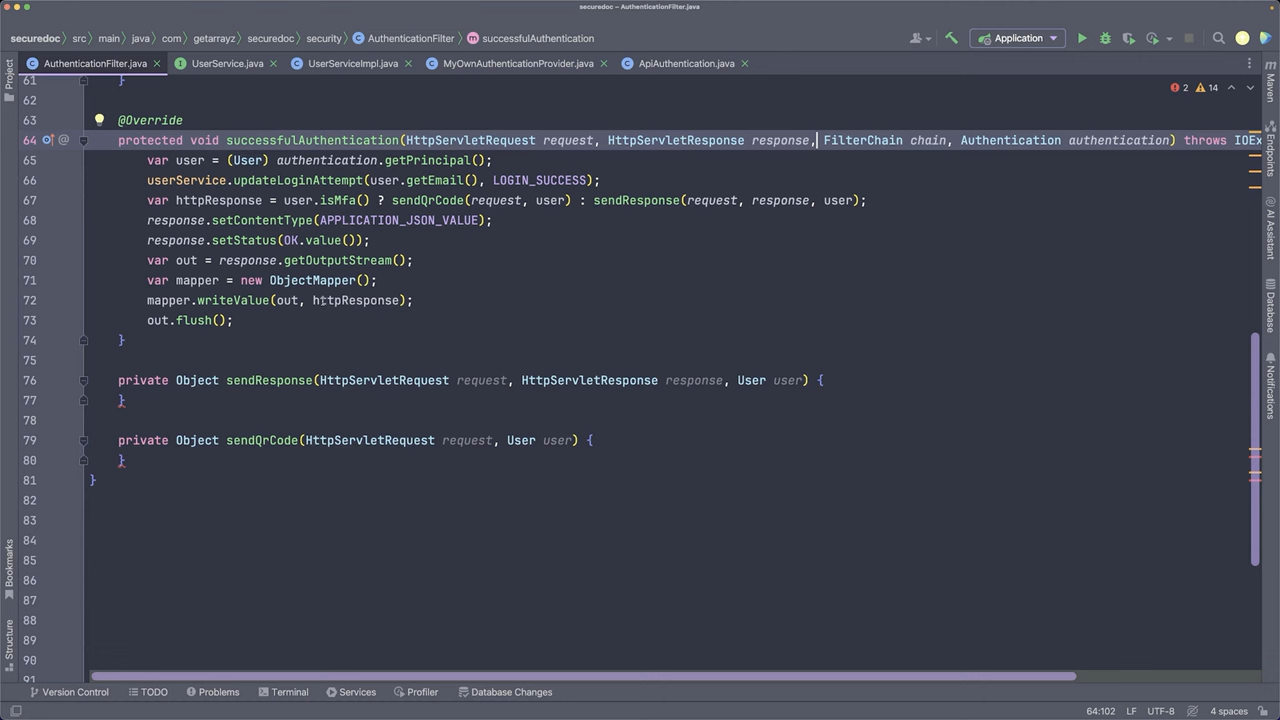 securedoc – AuthenticationFilter.java
securedoc src main java com getarrayz securedoc security AuthenticationFilter successfulAuthentication Application
AuthenticationFilter.java UserService.java UserServiceImpl.java MyOwnAuthenticationProvider.java ApiAuthentication.java
Project
Bookmarks
Structure
Maven
Endpoints
AI Assistant
Database
Notifications
2 14
61 }
62
63 @Override
64 protected void successfulAuthentication(HttpServletRequest request, HttpServletResponse response, FilterChain chain, Authentication authentication) throws IOEx
65 var user = (User) authentication.getPrincipal();
66 userService.updateLoginAttempt(user.getEmail(), LOGIN_SUCCESS);
67 var httpResponse = user.isMfa() ? sendQrCode(request, user) : sendResponse(request, response, user);
68 response.setContentType(APPLICATION_JSON_VALUE);
69 response.setStatus(OK.value());
70 var out = response.getOutputStream();
71 var mapper = new ObjectMapper();
72 mapper.writeValue(out, httpResponse);
73 out.flush();
74 }
75
76 private Object sendResponse(HttpServletRequest request, HttpServletResponse response, User user) {
77 }
78
79 private Object sendQrCode(HttpServletRequest request, User user) {
80 }
81 }
82
83
84
85
86
87
88
89
90
91
Version Control TODO Problems Terminal Services Profiler Database Changes
64:102 LF UTF-8 4 spaces